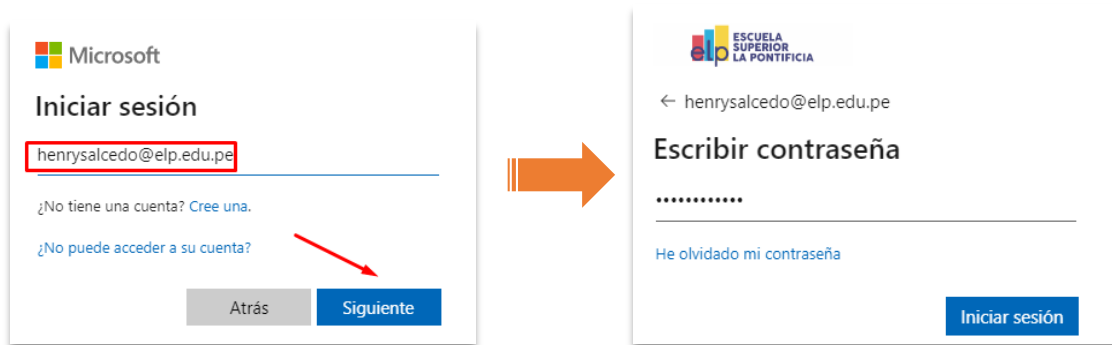 Microsoft
Iniciar sesión
henrysalcedo@elp.edu.pe
¿No tiene una cuenta? Cree una.
¿No puede acceder a su cuenta?
Atrás
Siguiente
elp
ESCUELA
SUPERIOR
LA PONTIFICIA
← henrysalcedo@elp.edu.pe
Escribir contraseña
••••••••••••
He olvidado mi contraseña
Iniciar sesión